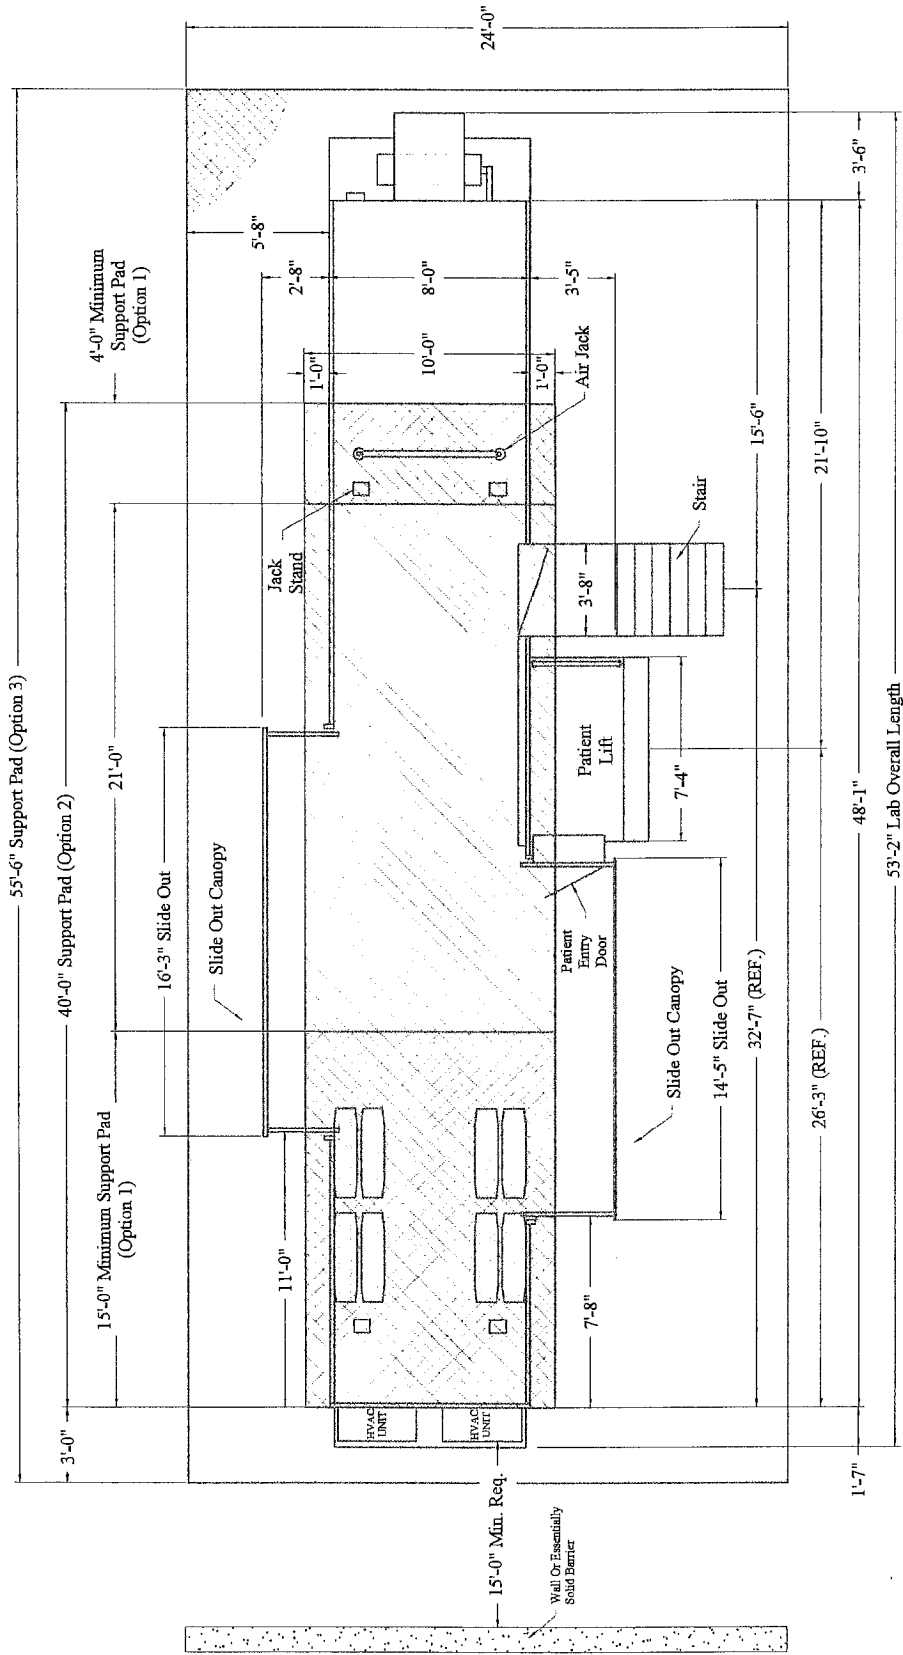 55'-6" Support Pad (Option 3)
40'-0" Support Pad (Option 2)
3'-0"
15'-0" Minimum Support Pad
(Option 1)
21'-0"
4'-0" Minimum
Support Pad
(Option 1)
24'-0"
16'-3" Slide Out
Slide Out Canopy
11'-0"
5'-8"
2'-8"
8'-0"
3'-5"
1'-0"
10'-0"
1'-0"
Jack
Stand
Air Jack
HVAC
UNIT
HVAC
UNIT
15'-0" Min. Req.
Wall Or Essentially
Solid Barrier
Patient
Entry
Door
Patient
Lift
3'-8"
Stair
7'-4"
7'-8"
Slide Out Canopy
14'-5" Slide Out
32'-7" (REF.)
15'-6"
26'-3" (REF.)
21'-10"
1'-7"
48'-1"
3'-6"
53'-2" Lab Overall Length